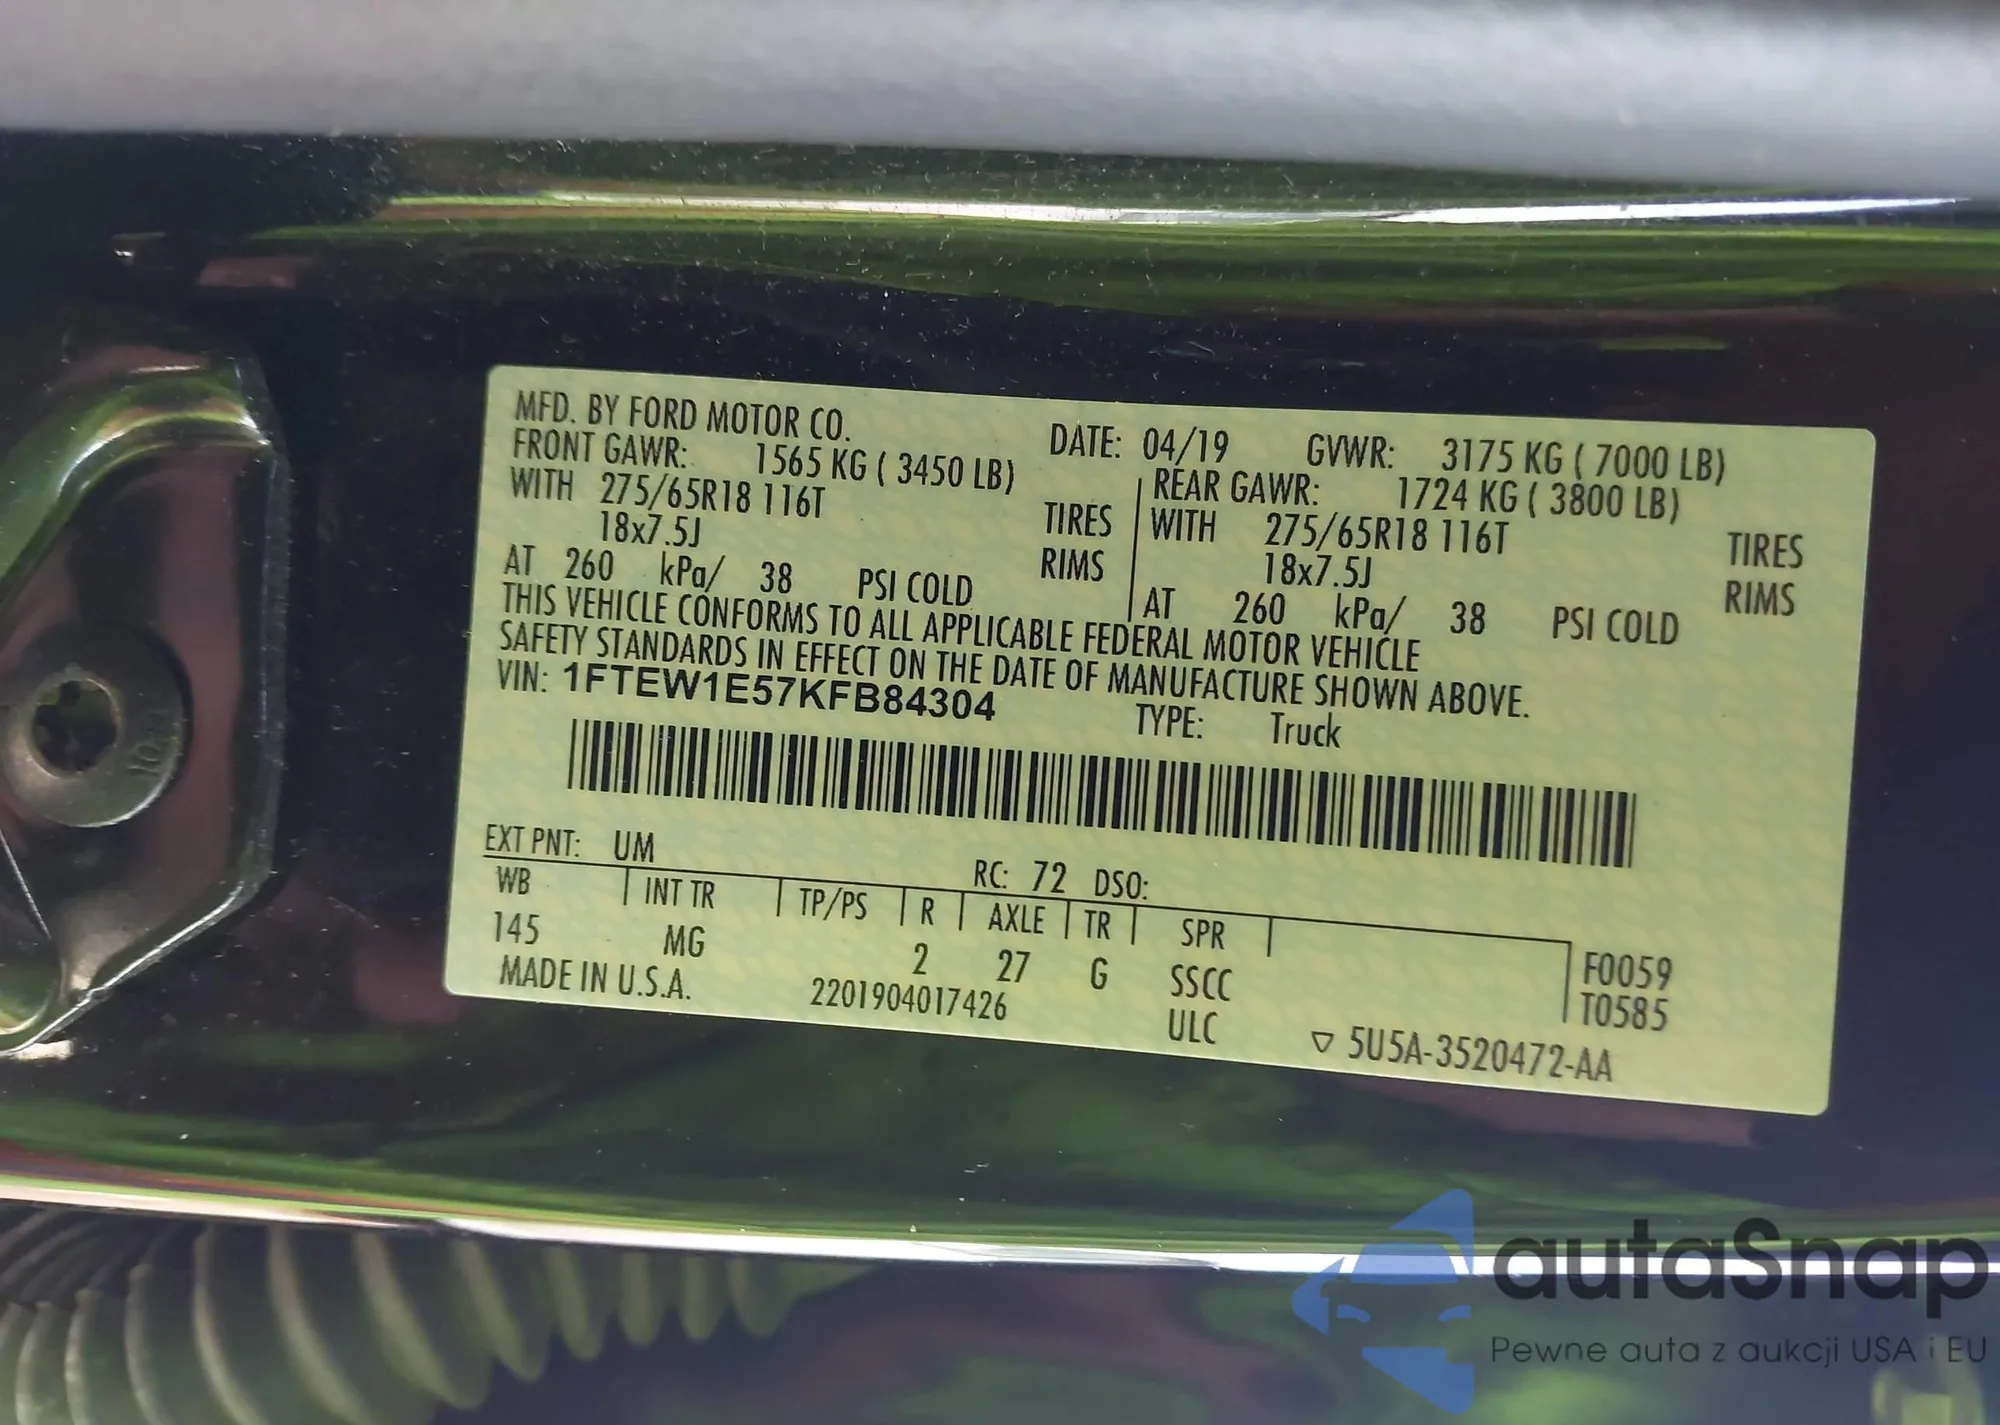 MFD. BY FORD MOTOR CO. DATE: 04/19 GVWR: 3175 KG ( 7000 LB)
FRONT GAWR: 1565 KG ( 3450 LB) REAR GAWR: 1724 KG ( 3800 LB)
WITH 275/65R18 116T TIRES WITH 275/65R18 116T TIRES
18x7.5J RIMS 18x7.5J RIMS
AT 260 kPa/ 38 PSI COLD AT 260 kPa/ 38 PSI COLD
THIS VEHICLE CONFORMS TO ALL APPLICABLE FEDERAL MOTOR VEHICLE
SAFETY STANDARDS IN EFFECT ON THE DATE OF MANUFACTURE SHOWN ABOVE.
VIN: 1FTEW1E57KFB84304 TYPE: Truck
EXT PNT: UM RC: 72 DSO:
WB INT TR TP/PS R AXLE TR SPR
145 MG 2 27 G SSCC F0059
ULC T0585
MADE IN U.S.A. 2201904017426 ▽ 5U5A-3520472-AA
autaSnap
Pewne auta z aukcji USA i EU